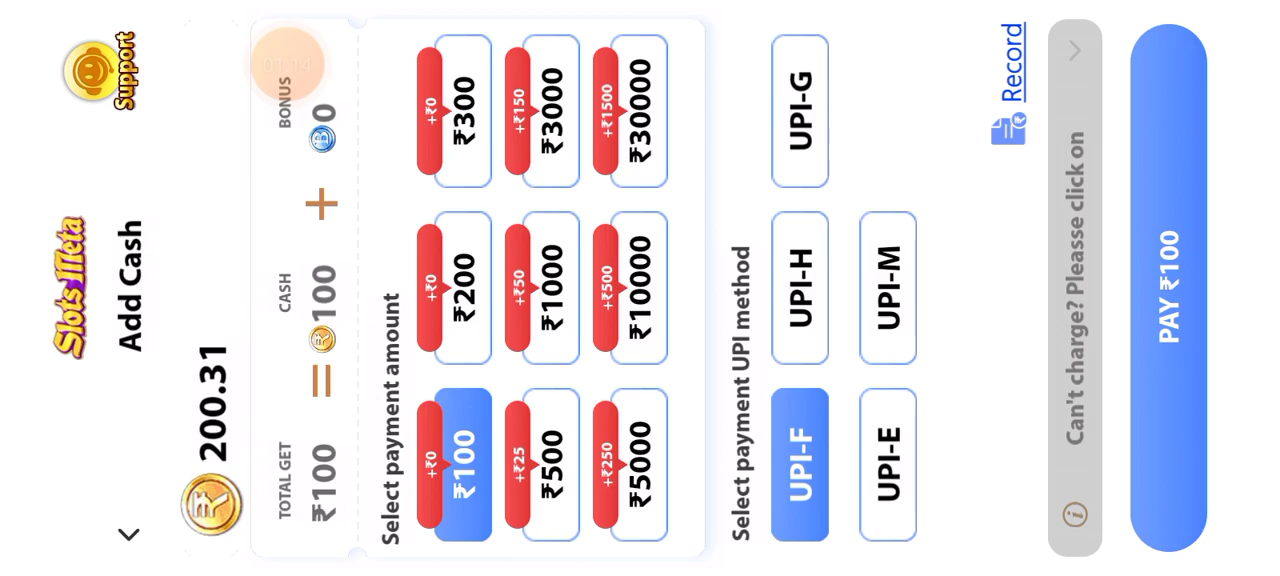 Slots Meta
Support
Add Cash
200.31
TOTAL GET CASH BONUS
₹100 = 100 + 0
01:14
Select payment amount
+₹0 +₹0 +₹0
₹100 ₹200 ₹300
+₹25 +₹50 +₹150
₹500 ₹1000 ₹3000
+₹250 +₹500 +₹1500
₹5000 ₹10000 ₹30000
Select payment UPI method
UPI-F UPI-H UPI-G
UPI-E UPI-M
Record
Can't charge? Pleasse click on
PAY ₹100